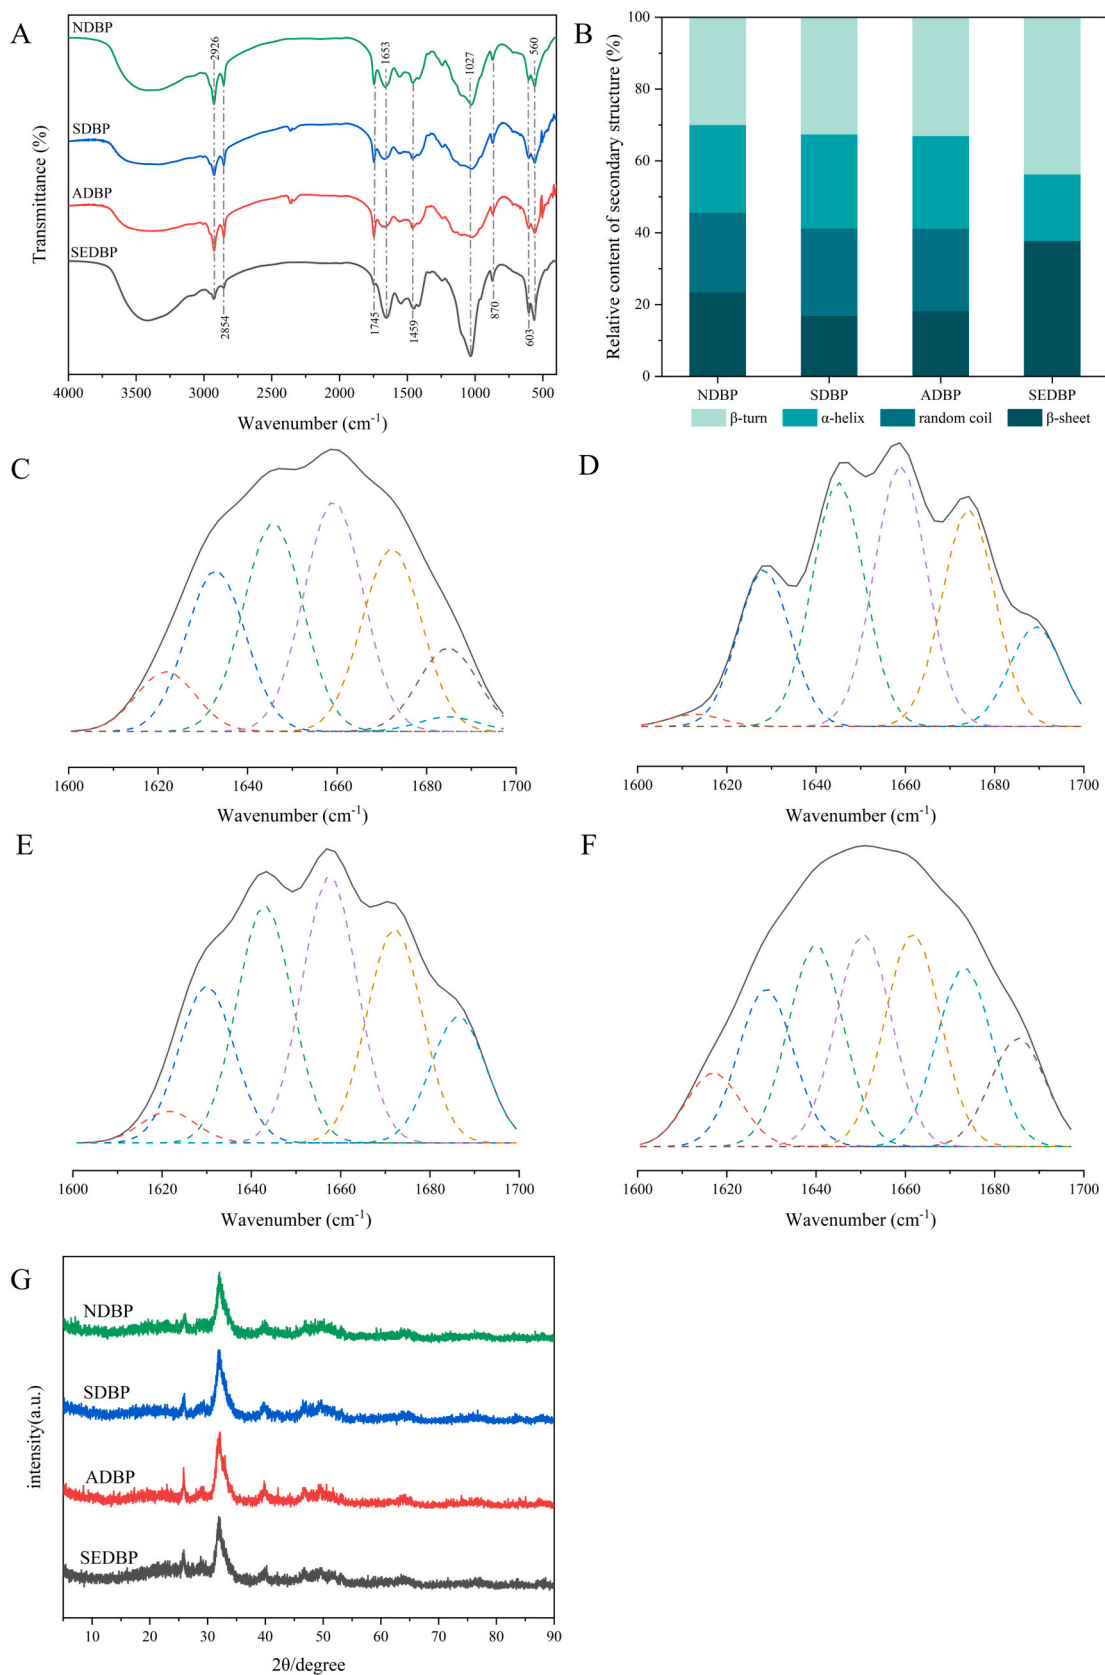 A
NDBP
SDBP
ADBP
SEDBP
2926
2854
1745
1653
1459
1027
870
603
560
Transmittance (%)
4000 3500 3000 2500 2000 1500 1000 500
Wavenumber (cm-1)
B
Relative content of secondary structure (%)
100
80
60
40
20
0
NDBP SDBP ADBP SEDBP
β-turn α-helix random coil β-sheet
C
1600 1620 1640 1660 1680 1700
Wavenumber (cm-1)
D
1600 1620 1640 1660 1680 1700
Wavenumber (cm-1)
E
1600 1620 1640 1660 1680 1700
Wavenumber (cm-1)
F
1600 1620 1640 1660 1680 1700
Wavenumber (cm-1)
G
NDBP
SDBP
ADBP
SEDBP
intensity(a.u.)
10 20 30 40 50 60 70 80 90
2θ/degree